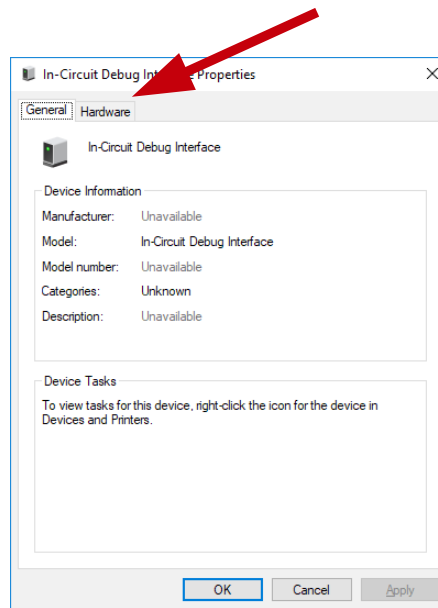 In-Circuit Debug Interface Properties
General Hardware
In-Circuit Debug Interface
Device Information
Manufacturer: Unavailable
Model: In-Circuit Debug Interface
Model number: Unavailable
Categories: Unknown
Description: Unavailable
Device Tasks
To view tasks for this device, right-click the icon for the device in
Devices and Printers.
OK Cancel Apply